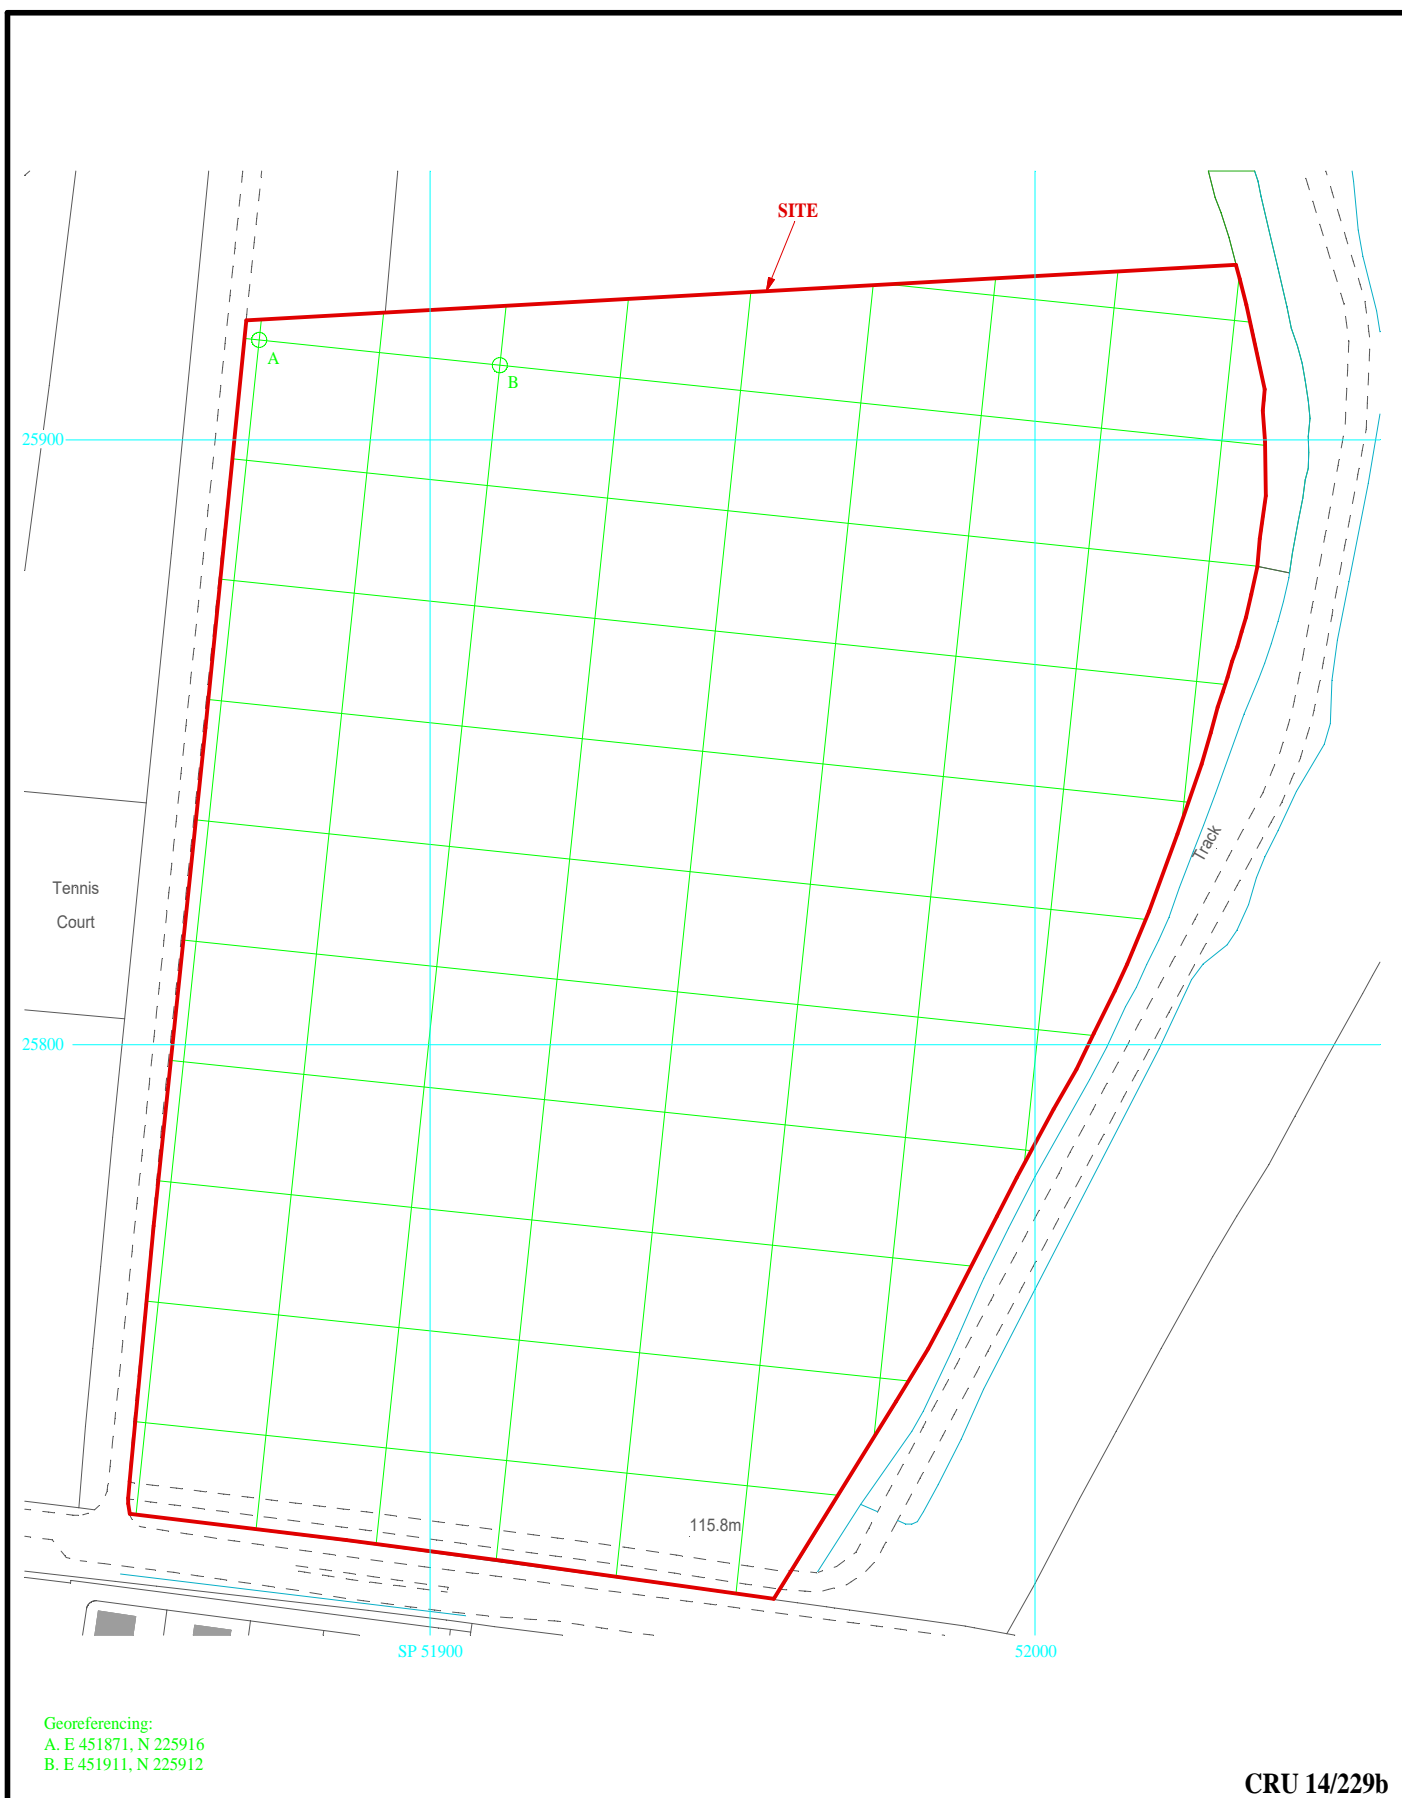 SITE
A
B
25900
Track
Tennis
Court
25800
115.8m
SP 51900
52000
Georeferencing:
A. E 451871, N 225916
B. E 451911, N 225912
CRU 14/229b